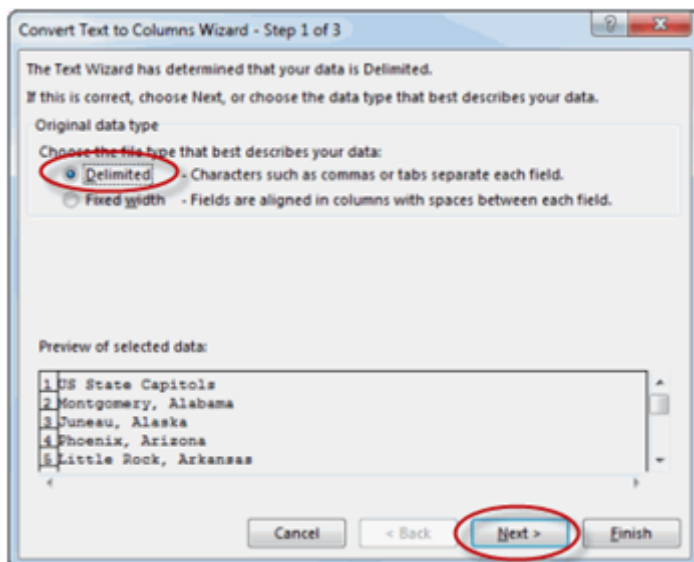 Convert Text to Columns Wizard - Step 1 of 3
The Text Wizard has determined that your data is Delimited.
If this is correct, choose Next, or choose the data type that best describes your data.
Original data type
Choose the file type that best describes your data:
Delimited - Characters such as commas or tabs separate each field.
Fixed width - Fields are aligned in columns with spaces between each field.
Preview of selected data:
1 US State Capitols
2 Montgomery, Alabama
3 Juneau, Alaska
4 Phoenix, Arizona
5 Little Rock, Arkansas
Cancel < Back Next > Finish